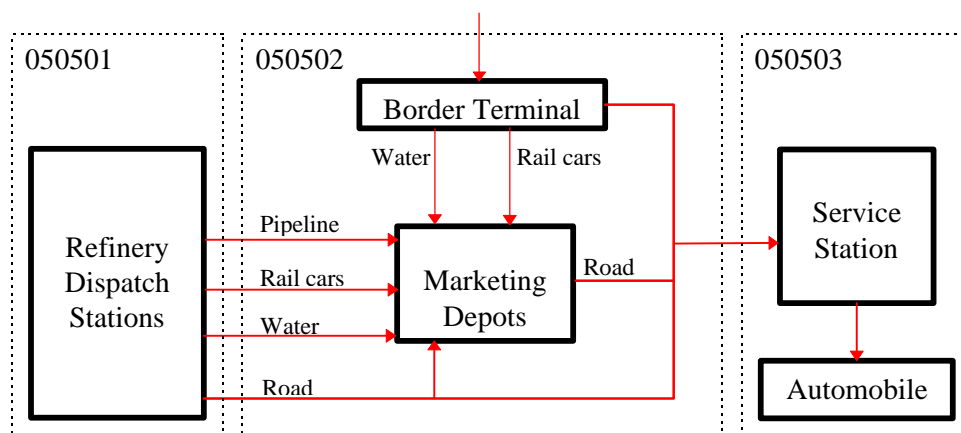 050501
050502
050503
Border Terminal
Water
Rail cars
Pipeline
Rail cars
Water
Road
Refinery
Dispatch
Stations
Marketing
Depots
Road
Service
Station
Automobile